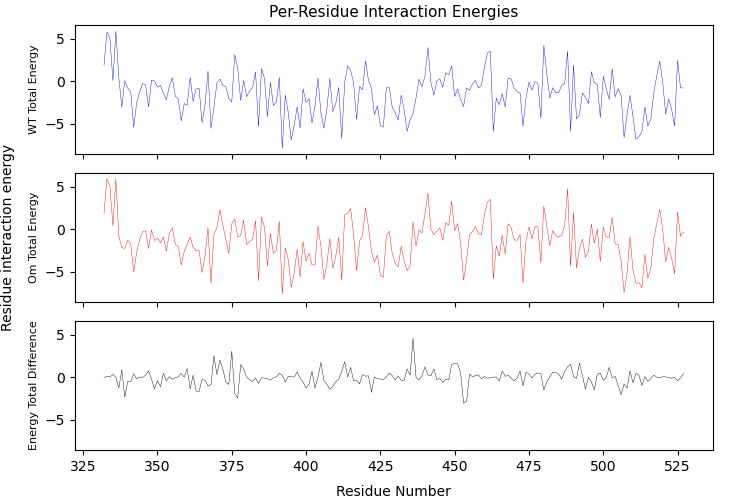 Per-Residue Interaction Energies
Residue interaction energy
WT Total Energy
5
0
−5
Om Total Energy
5
0
−5
Energy Total Difference
5
0
−5
325 350 375 400 425 450 475 500 525
Residue Number